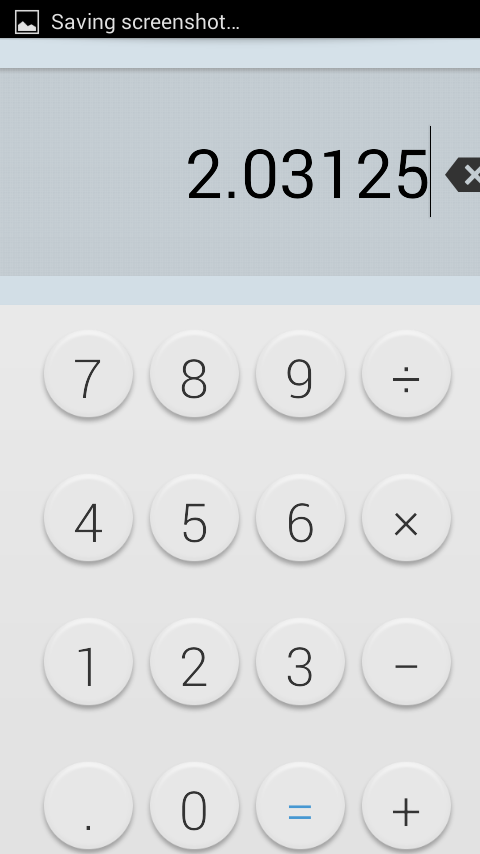 Saving screenshot...
2.03125
7 8 9 ÷
4 5 6 ×
1 2 3 −
. 0 = +